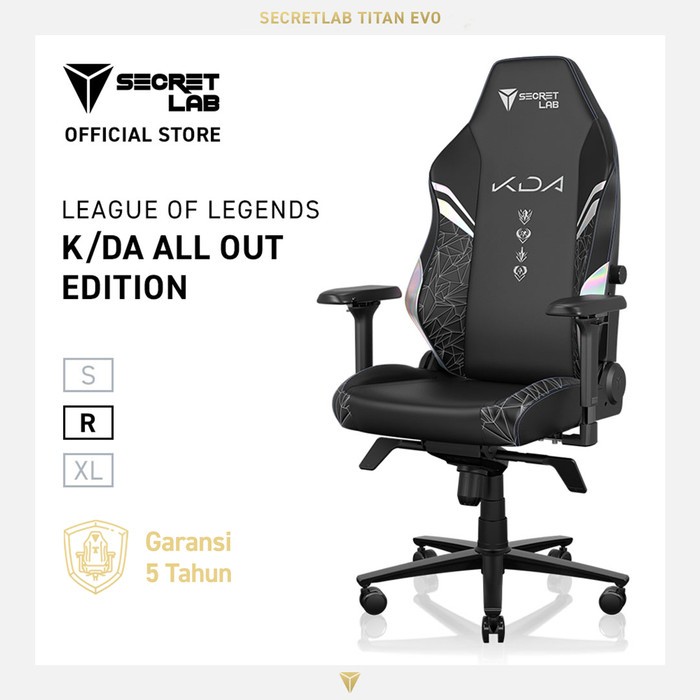 SECRETLAB TITAN EVO
SECRET
LAB
OFFICIAL STORE
LEAGUE OF LEGENDS
K/DA ALL OUT
EDITION
S
R
XL
Garansi
5 Tahun
SECRET
LAB
KDA